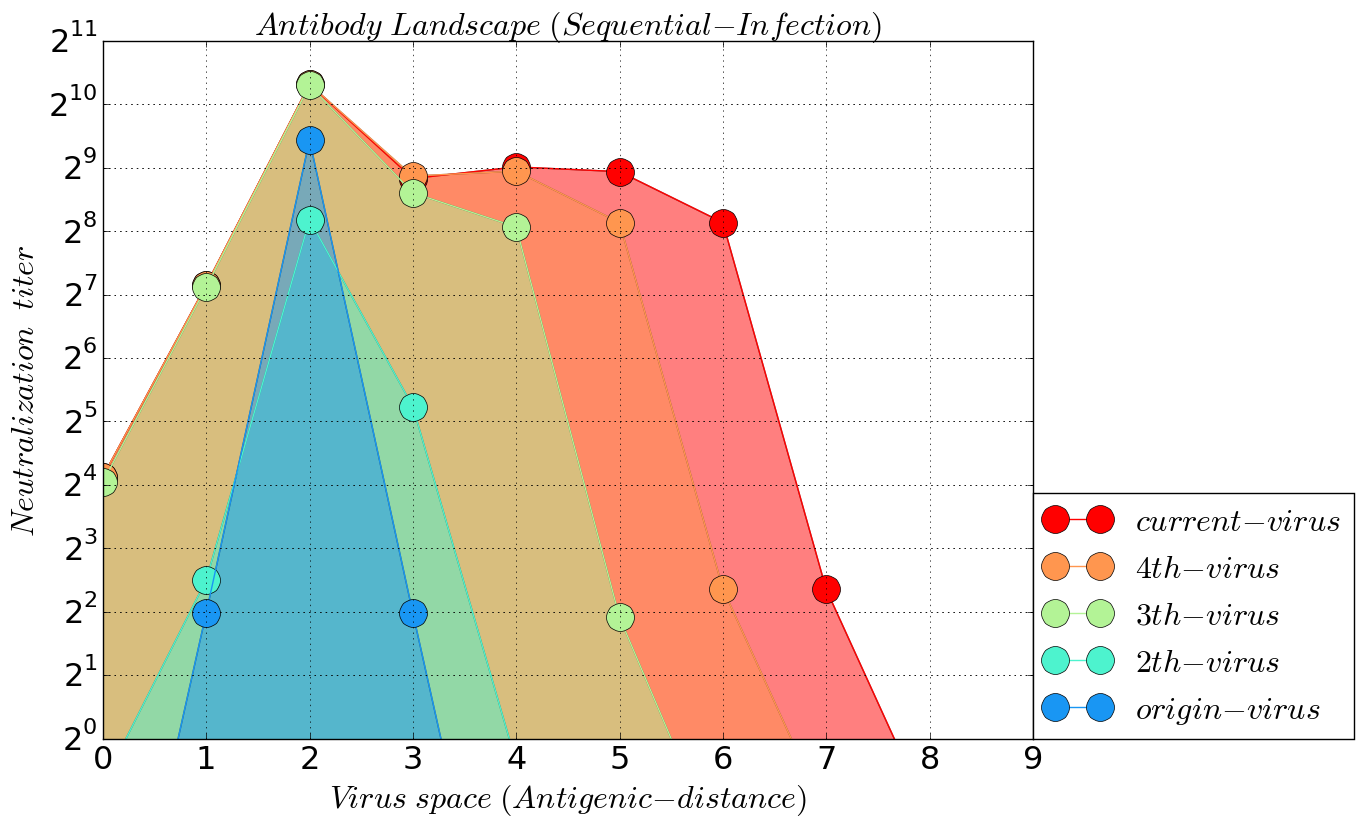 Antibody Landscape (Sequential−Infection)
2^11
2^10
2^9
2^8
2^7
2^6
2^5
2^4
2^3
2^2
2^1
2^0
Neutralization titer
0 1 2 3 4 5 6 7 8 9
Virus space (Antigenic−distance)
current−virus
4th−virus
3th−virus
2th−virus
origin−virus